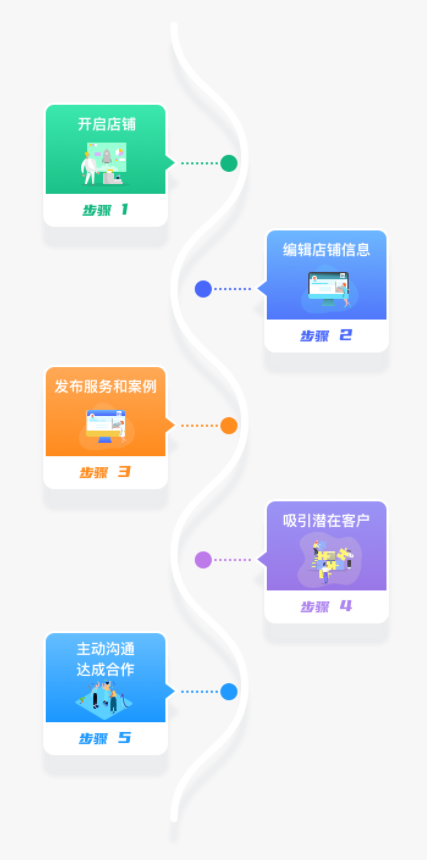 开启店铺
步骤 1
编辑店铺信息
步骤 2
发布服务和案例
步骤 3
吸引潜在客户
步骤 4
主动沟通
达成合作
步骤 5